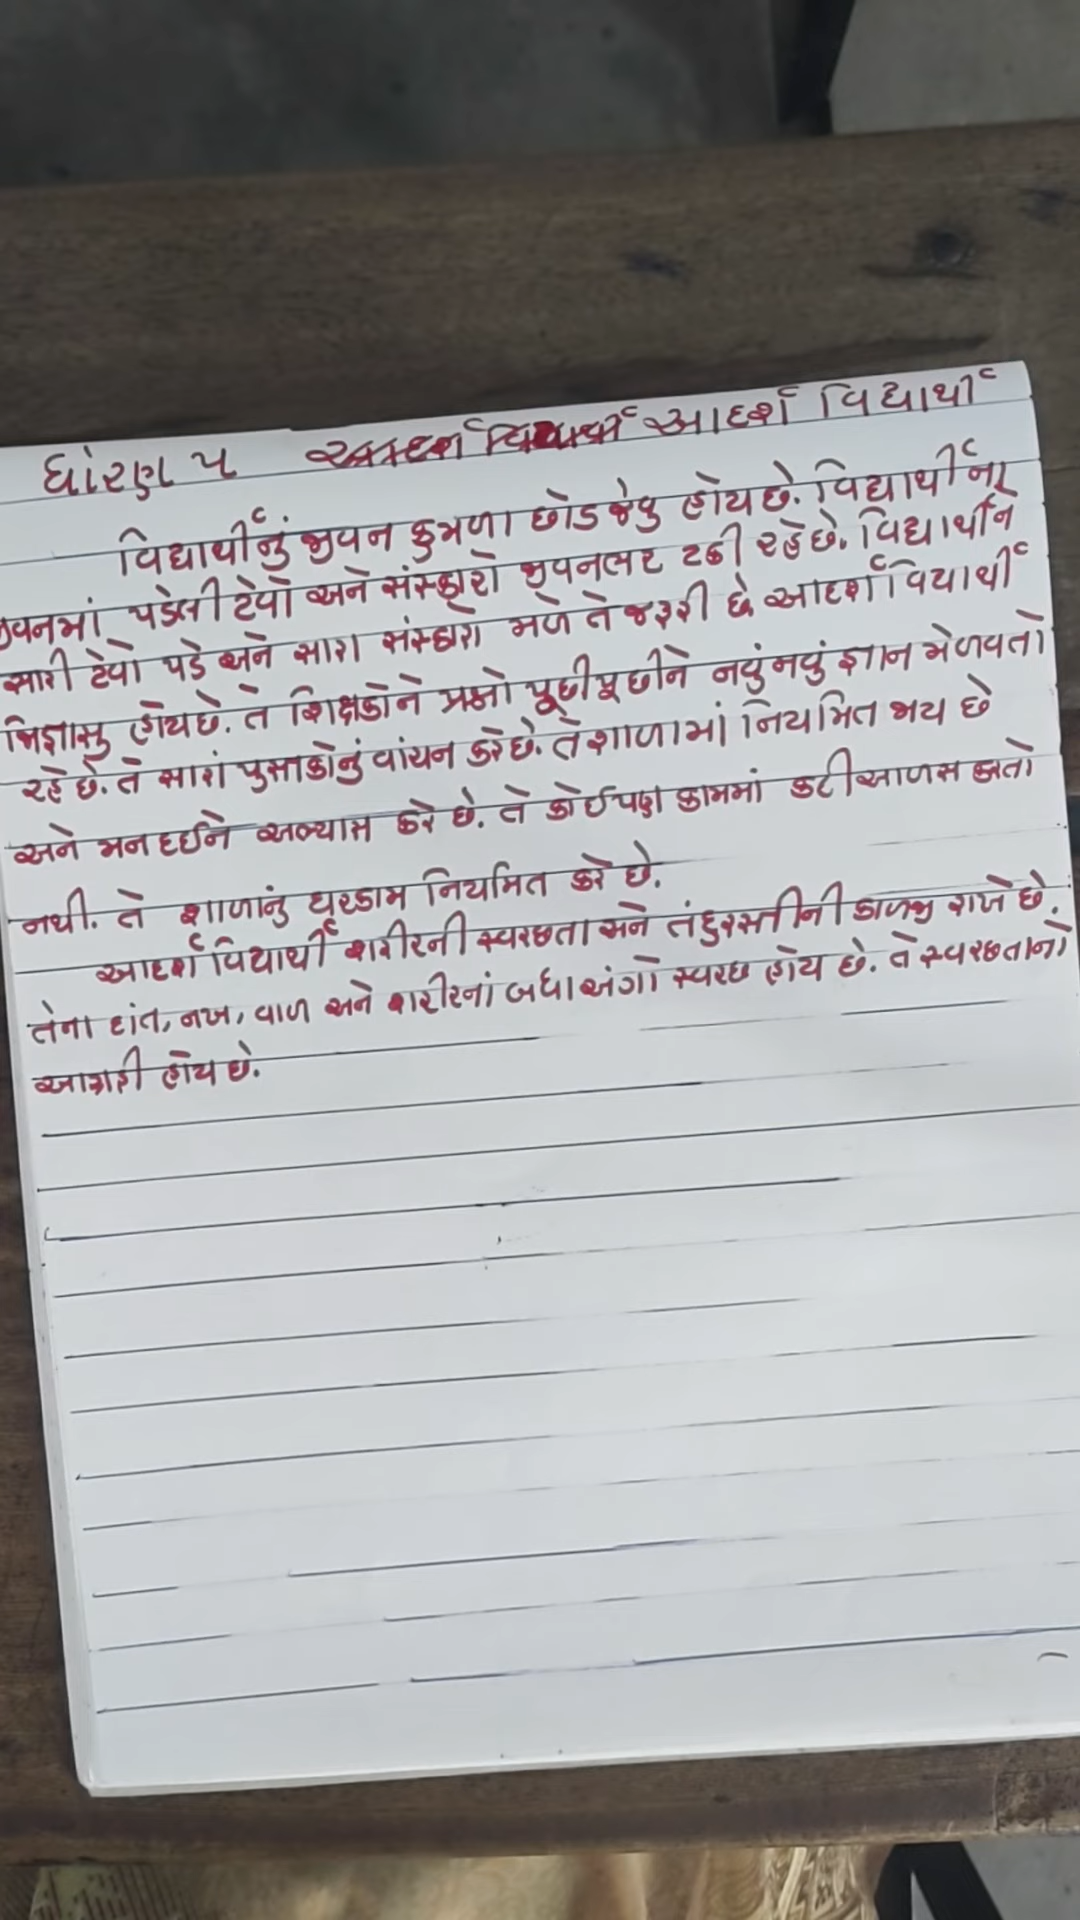 ધોરણ ૫ આદર્શ વિદ્યાર્થી
વિદ્યાર્થીનું જીવન કુમળા છોડ જેવુ હોય છે. વિદ્યાર્થીના
જીવનમાં પડેલી ટેવો અને સંસ્કારો જીવનભર ટકી રહે છે. વિદ્યાર્થીને
સારી ટેવો પડે અને સારા સંસ્કારો મળે તે જરૂરી છે આદર્શ વિદ્યાર્થી
જિજ્ઞાસુ હોય છે. તે શિક્ષકોને પ્રશ્નો પૂછી પૂછીને નવું નવું જ્ઞાન મેળવતો
રહે છે. તે સારાં પુસ્તકોનું વાંચન કરે છે. તે શાળામાં નિયમિત જાય છે
અને મન દઈને અભ્યાસ કરે છે. તે કોઈપણ કામમાં કદી આળસ કરતો
નથી. તે શાળાનું ઘરકામ નિયમિત કરે છે.
આદર્શ વિદ્યાર્થી શરીરની સ્વચ્છતા અને તંદુરસ્તીની કાળજી રાખે છે.
તેના દાંત, નખ, વાળ અને શરીરનાં બધા અંગો સ્વચ્છ હોય છે. તે સ્વચ્છતાનો
આગ્રહી હોય છે.